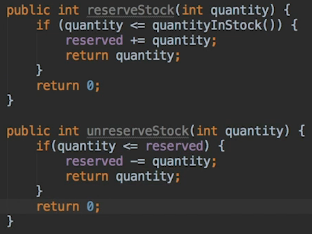 public int reserveStock(int quantity) {
    if (quantity <= quantityInStock()) {
        reserved += quantity;
        return quantity;
    }
    return 0;
}

public int unreserveStock(int quantity) {
    if(quantity <= reserved) {
        reserved -= quantity;
        return quantity;
    }
    return 0;
}